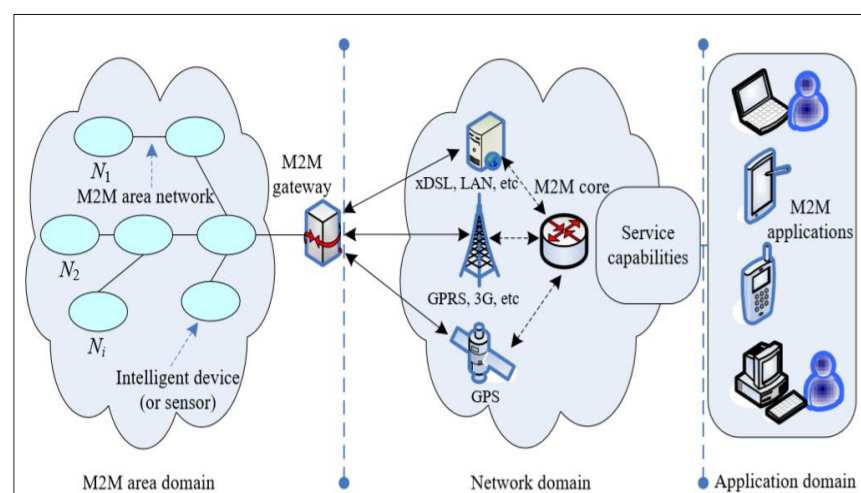 N1
M2M area network
N2
Ni
Intelligent device
(or sensor)
M2M
gateway
xDSL, LAN, etc
M2M core
GPRS, 3G, etc
GPS
Service
capabilities
M2M
applications
M2M area domain
Network domain
Application domain